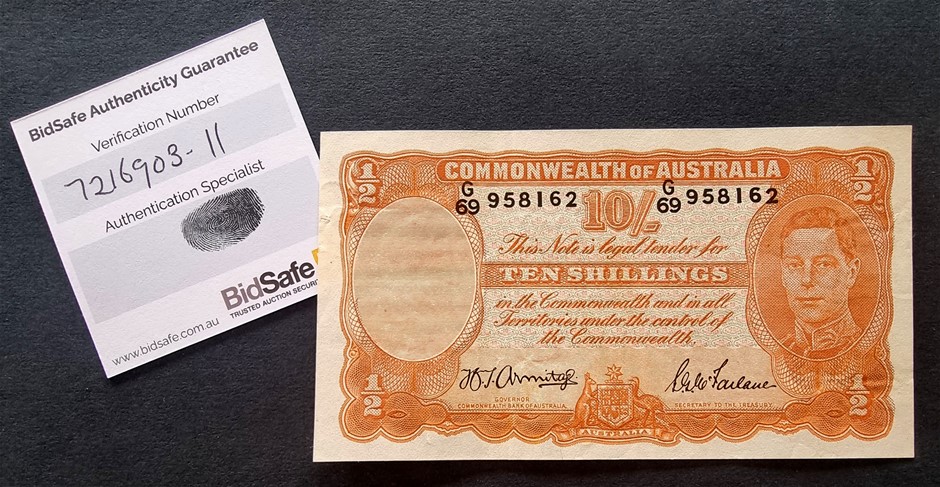 BidSafe Authenticity Guarantee
Verification Number
7216903-11
Authentication Specialist
BidSafe
TRUSTED AUCTION SECURI
www.bidsafe.com.au
1/2
COMMONWEALTH OF AUSTRALIA
1/2
G/69 958162
10/-
G/69 958162
This Note is legal tender for
TEN SHILLINGS
in the Commonwealth and in all
Territories under the control of
the Commonwealth.
H.T. Armitage
S.G. McFarlane
GOVERNOR
COMMONWEALTH BANK OF AUSTRALIA.
SECRETARY TO THE TREASURY.
1/2
AUSTRALIA
1/2